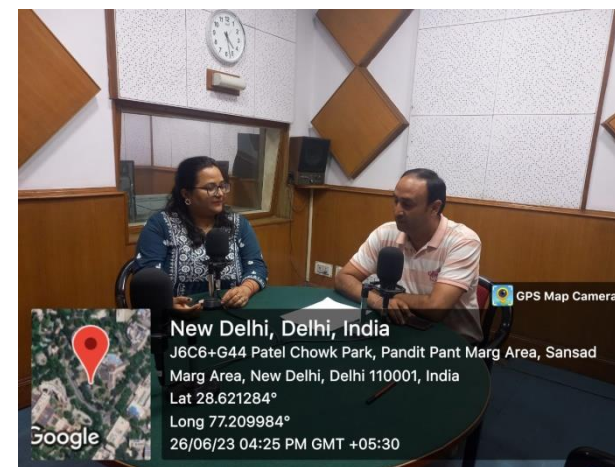 GPS Map Camera
New Delhi, Delhi, India
J6C6+G44 Patel Chowk Park, Pandit Pant Marg Area, Sansad
Marg Area, New Delhi, Delhi 110001, India
Lat 28.621284°
Long 77.209984°
26/06/23 04:25 PM GMT +05:30
Google